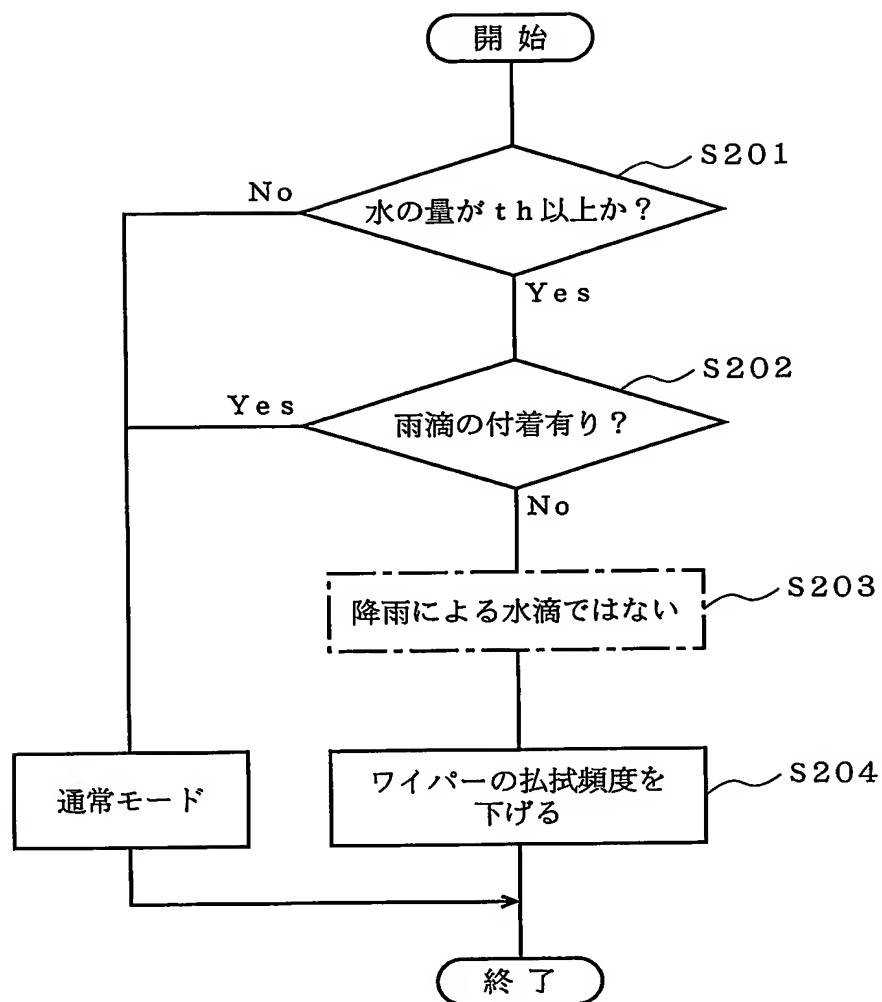 開 始
S201
No
水の量がth以上か？
Yes
S202
Yes
雨滴の付着有り？
No
S203
降雨による水滴ではない
通常モード
ワイパーの払拭頻度を
下げる
S204
終 了